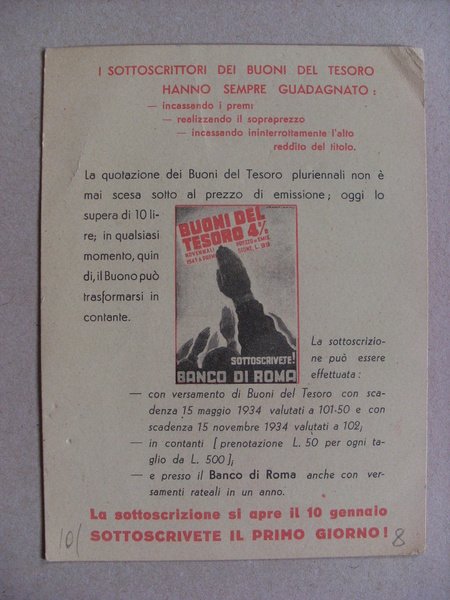 I SOTTOSCRITTORI DEI BUONI DEL TESORO
HANNO SEMPRE GUADAGNATO:
— incassando i premi
— realizzando il sopraprezzo
— incassando ininterrottamente l'alto
reddito del titolo.
La quotazione dei Buoni del Tesoro pluriennali non è
mai scesa sotto al prezzo di emissione; oggi lo
supera di 10 li-
re; in qualsiasi
momento, quin
di, il Buono può
trasformarsi in
contante.
BUONI DEL
TESORO 4%
NOVENNALI
1943 A PREMI
PREZZO D'EMIS
SIONE, L.
SOTTOSCRIVETE!
BANCO DI ROMA
La sottoscrizio-
ne può essere
effettuata:
— con versamento di Buoni del Tesoro con sca-
denza 15 maggio 1934 valutati a 101-50 e con
scadenza 15 novembre 1934 valutati a 102;
— in contanti [prenotazione L. 50 per ogni ta-
glio da L. 500];
— e presso il Banco di Roma anche con ver-
samenti rateali in un anno.
La sottoscrizione si apre il 10 gennaio
SOTTOSCRIVETE IL PRIMO GIORNO!
10/
8